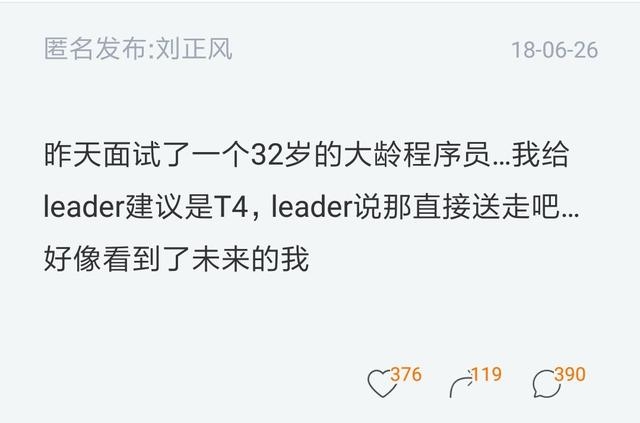 匿名发布:刘正风
18-06-26
昨天面试了一个32岁的大龄程序员...我给
leader建议是T4，leader说那直接送走吧...
好像看到了未来的我
376
119
390